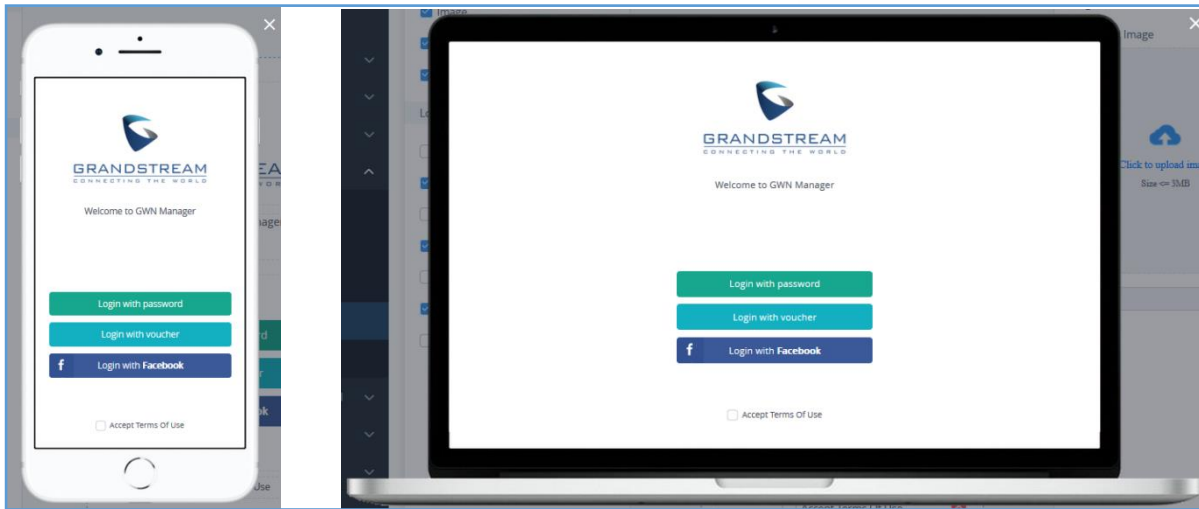 GRANDSTREAM
CONNECTING THE WORLD
Welcome to GWN Manager
Login with password
Login with voucher
f Login with Facebook
Accept Terms Of Use
Image
GRANDSTREAM
CONNECTING THE WORLD
Welcome to GWN Manager
Login with password
Login with voucher
f Login with Facebook
Accept Terms Of Use
Image
Click to upload ima
Size <= 3MB